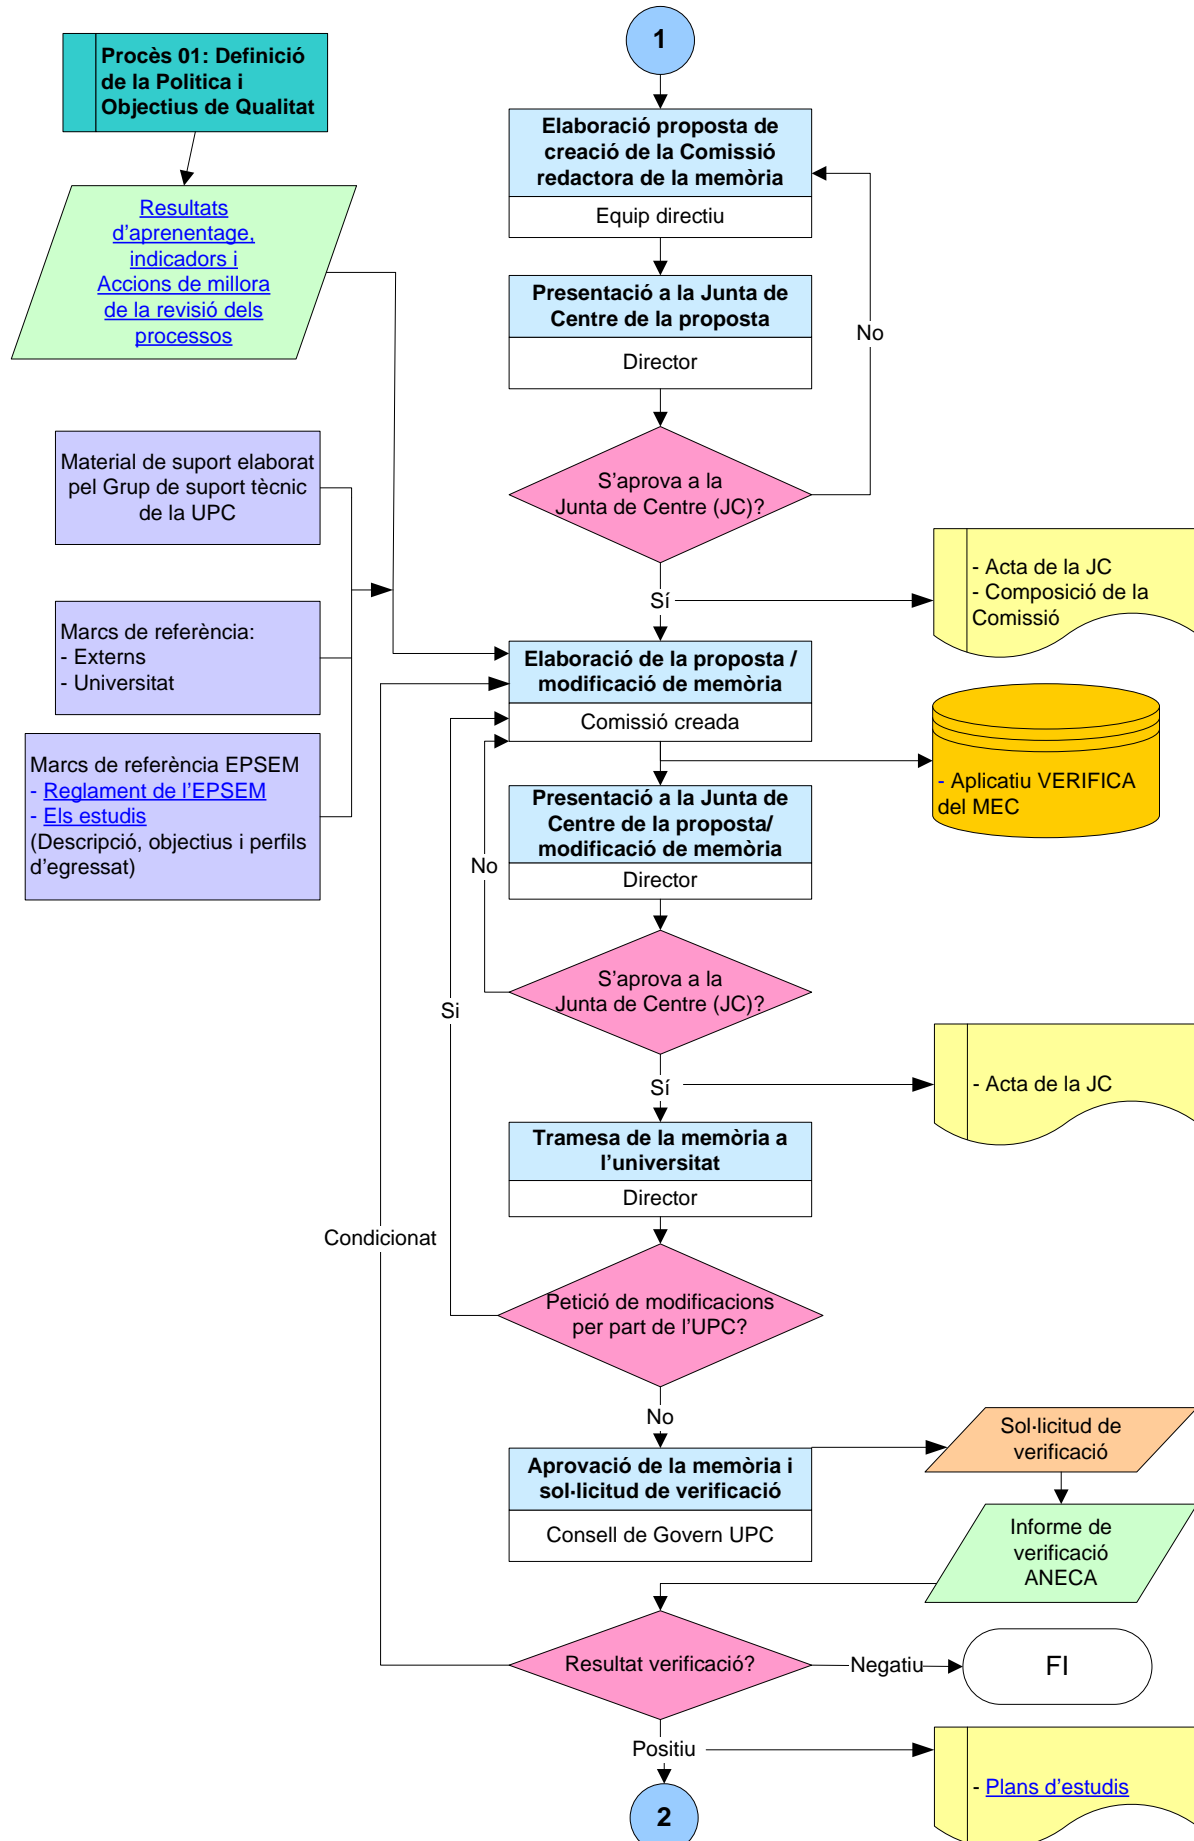 1
Procès 01: Definició
de la Politica i
Objectius de Qualitat
Elaboració proposta de
creació de la Comissió
redactora de la memòria
Equip directiu
Resultats
d’aprenentage,
indicadors i
Accions de millora
de la revisió dels
processos
Presentació a la Junta de
Centre de la proposta
Director
No
S’aprova a la
Junta de Centre (JC)?
Material de suport elaborat
pel Grup de suport tècnic
de la UPC
Sí
- Acta de la JC
- Composició de la
Comissió
Marcs de referència:
- Externs
- Universitat
Elaboració de la proposta /
modificació de memòria
Comissió creada
- Aplicatiu VERIFICA
del MEC
Marcs de referència EPSEM
- Reglament de l’EPSEM
- Els estudis
(Descripció, objectius i perfils
d’egressat)
Presentació a la Junta de
Centre de la proposta/
modificació de memòria
Director
No
S’aprova a la
Junta de Centre (JC)?
Si
Sí
- Acta de la JC
Tramesa de la memòria a
l’universitat
Director
Condicionat
Petició de modificacions
per part de l’UPC?
No
Aprovació de la memòria i
sol·licitud de verificació
Consell de Govern UPC
Sol·licitud de
verificació
Informe de
verificació
ANECA
Resultat verificació?
Negatiu
FI
Positiu
- Plans d’estudis
2